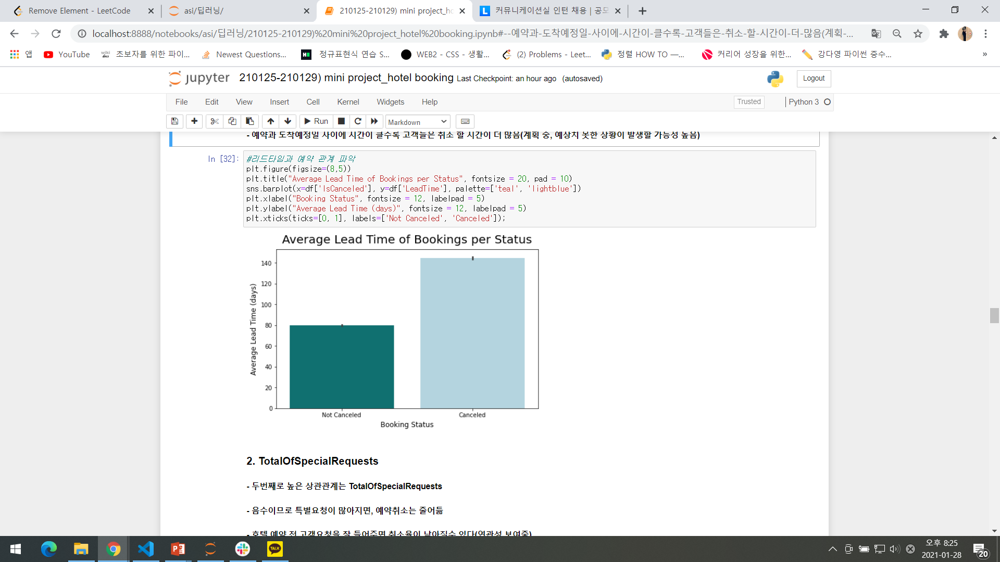 Remove Element - LeetCode
asi/딥러닝/
210125-210129) mini project_hc
커뮤니케이션실 인턴 채용 | 공모
localhost:8888/notebooks/asi/딥러닝/210125-210129)%20mini%20project_hotel%20booking.ipynb#--예약과-도착예정일-사이에-시간이-클수록-고객들은-취소-할-시간이-더-많음(계획-...
앱
YouTube
초보자를 위한 파이...
Newest Questions...
정규표현식 연습 S...
WEB2 - CSS - 생활...
(2) Problems - Leet...
정렬 HOW TO —...
커리어 성장을 위한...
강다영 파이썬 중수...
»
jupyter 210125-210129) mini project_hotel booking Last Checkpoint: an hour ago (autosaved)
Logout
File Edit View Insert Cell Kernel Widgets Help
Trusted
Python 3
Run
Markdown
- 예약과 도착예정일 사이에 시간이 클수록 고객들은 취소 할 시간이 더 많음(계획 중, 예상치 못한 상황이 발생할 가능성 높음)
In [32]:
#리드타임과 예약 관계 파악
plt.figure(figsize=(8,5))
plt.title("Average Lead Time of Bookings per Status", fontsize = 20, pad = 10)
sns.barplot(x=df['IsCanceled'], y=df['LeadTime'], palette=['teal', 'lightblue'])
plt.xlabel("Booking Status", fontsize = 12, labelpad = 5)
plt.ylabel("Average Lead Time (days)", fontsize = 12, labelpad = 5)
plt.xticks(ticks=[0, 1], labels=['Not Canceled', 'Canceled']);
Average Lead Time of Bookings per Status
Average Lead Time (days)
140
120
100
80
60
40
20
0
Not Canceled
Canceled
Booking Status
2. TotalOfSpecialRequests
- 두번째로 높은 상관관계는 TotalOfSpecialRequests
- 음수이므로 특별요청이 많아지면, 예약취소는 줄어듦
- 호텔 예약 전 고객요청을 잘 들어주면 취소율이 낮아질수 있다(연관성 보여줌)
TALK
오후 8:25
2021-01-28
20